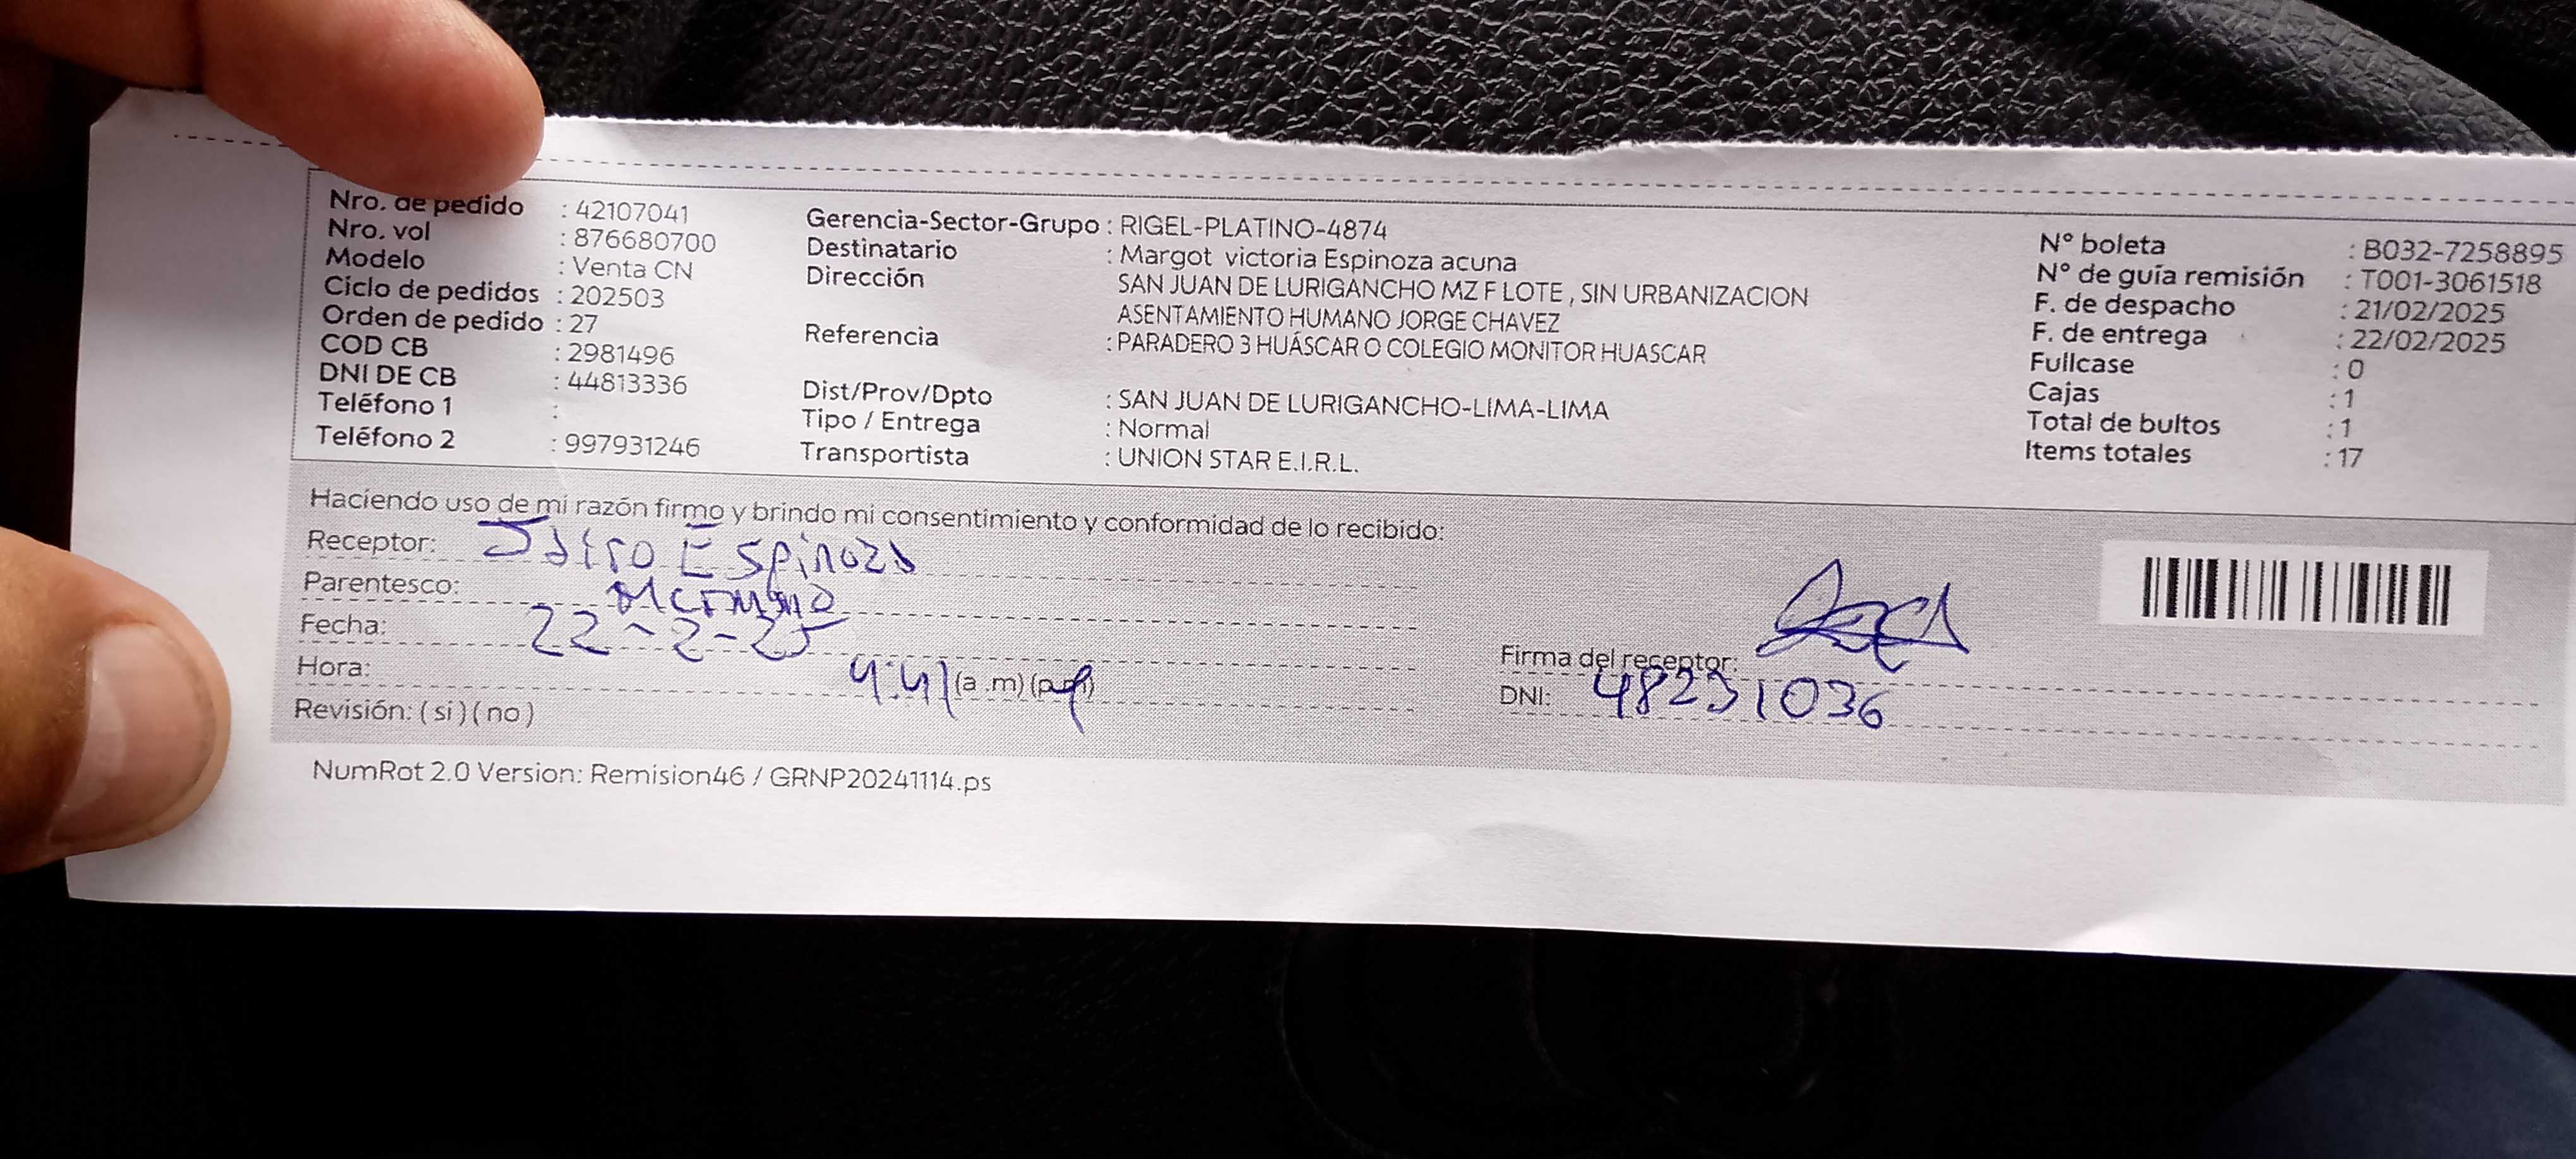 Nro. de pedido : 42107041
Nro. vol : 876680700
Modelo : Venta CN
Ciclo de pedidos : 202503
Orden de pedido : 27
COD CB : 2981496
DNI DE CB : 44813336
Teléfono 1 :
Teléfono 2 : 997931246
Gerencia-Sector-Grupo : RIGEL-PLATINO-4874
Destinatario : Margot victoria Espinoza acuna
Dirección SAN JUAN DE LURIGANCHO MZ F LOTE , SIN URBANIZACION
ASENTAMIENTO HUMANO JORGE CHAVEZ
Referencia : PARADERO 3 HUÁSCAR O COLEGIO MONITOR HUASCAR
Dist/Prov/Dpto : SAN JUAN DE LURIGANCHO-LIMA-LIMA
Tipo / Entrega : Normal
Transportista : UNION STAR E.I.R.L.
N° boleta : B032-7258895
N° de guía remisión : T001-3061518
F. de despacho : 21/02/2025
F. de entrega : 22/02/2025
Fullcase : 0
Cajas : 1
Total de bultos : 1
Items totales : 17
Haciendo uso de mi razón firmo y brindo mi consentimiento y conformidad de lo recibido:
Receptor: Jairo Espinoza
Parentesco:
Fecha: 22-2-25
Hora: 4:41 (a .m) (p.m)
Revisión: ( si ) ( no )
Firma del receptor:
DNI: 48231036
NumRot 2.0 Version: Remision46 / GRNP20241114.ps